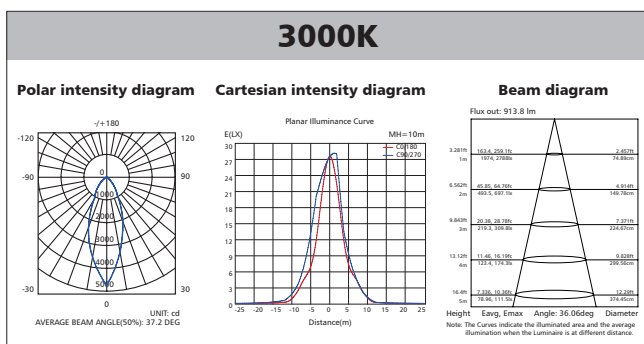 3000K
Polar intensity diagram
-/+180
-120
120
-90
90
-30
30
0
0
1000
2000
3000
4000
5000
UNIT: cd
AVERAGE BEAM ANGLE(50%): 37.2 DEG
Cartesian intensity diagram
Planar Illuminance Curve
E(LX)
MH=10m
C0/180
C90/270
30
27
24
21
18
15
12
9
6
3
0
-25 -20 -15 -10 -5 0 5 10 15 20 25
Distance(m)
Beam diagram
Flux out: 913.8 lm
3.281ft 163.4, 259.1fc 2.457ft
1m 1974, 2788lx 74.89cm
6.562ft 45.85, 64.76fc 4.914ft
2m 493.5, 697.1lx 149.78cm
9.843ft 20.38, 28.78fc 7.371ft
3m 219.3, 309.8lx 224.67cm
13.12ft 11.46, 16.19fc 9.828ft
4m 123.4, 174.3lx 299.56cm
16.4ft 7.336, 10.36fc 12.29ft
5m 78.96, 111.5lx 374.45cm
Height Eavg, Emax Angle: 36.06deg Diameter
Note: The Curves indicate the illuminated area and the average
illumination when the Luminaire is at different distance.